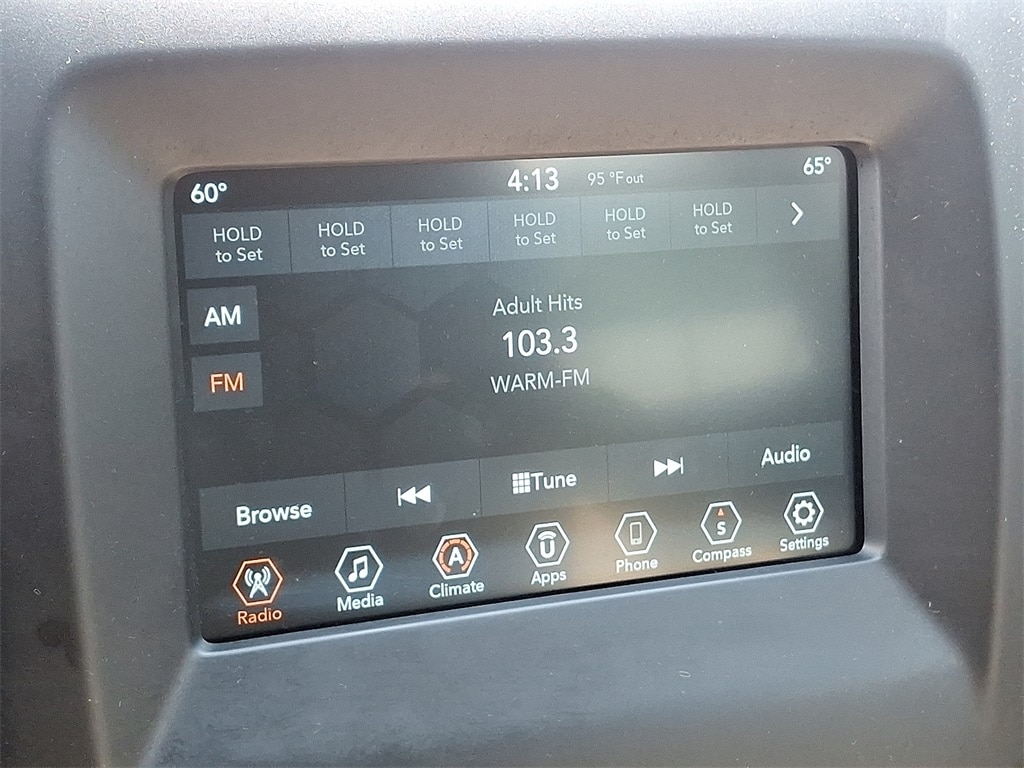 60°
4:13
95 °F out
65°
HOLD
to Set
HOLD
to Set
HOLD
to Set
HOLD
to Set
HOLD
to Set
HOLD
to Set
AM
FM
Adult Hits
103.3
WARM-FM
Browse
Tune
Audio
Radio
Media
A
Climate
U
Apps
Phone
S
Compass
Settings